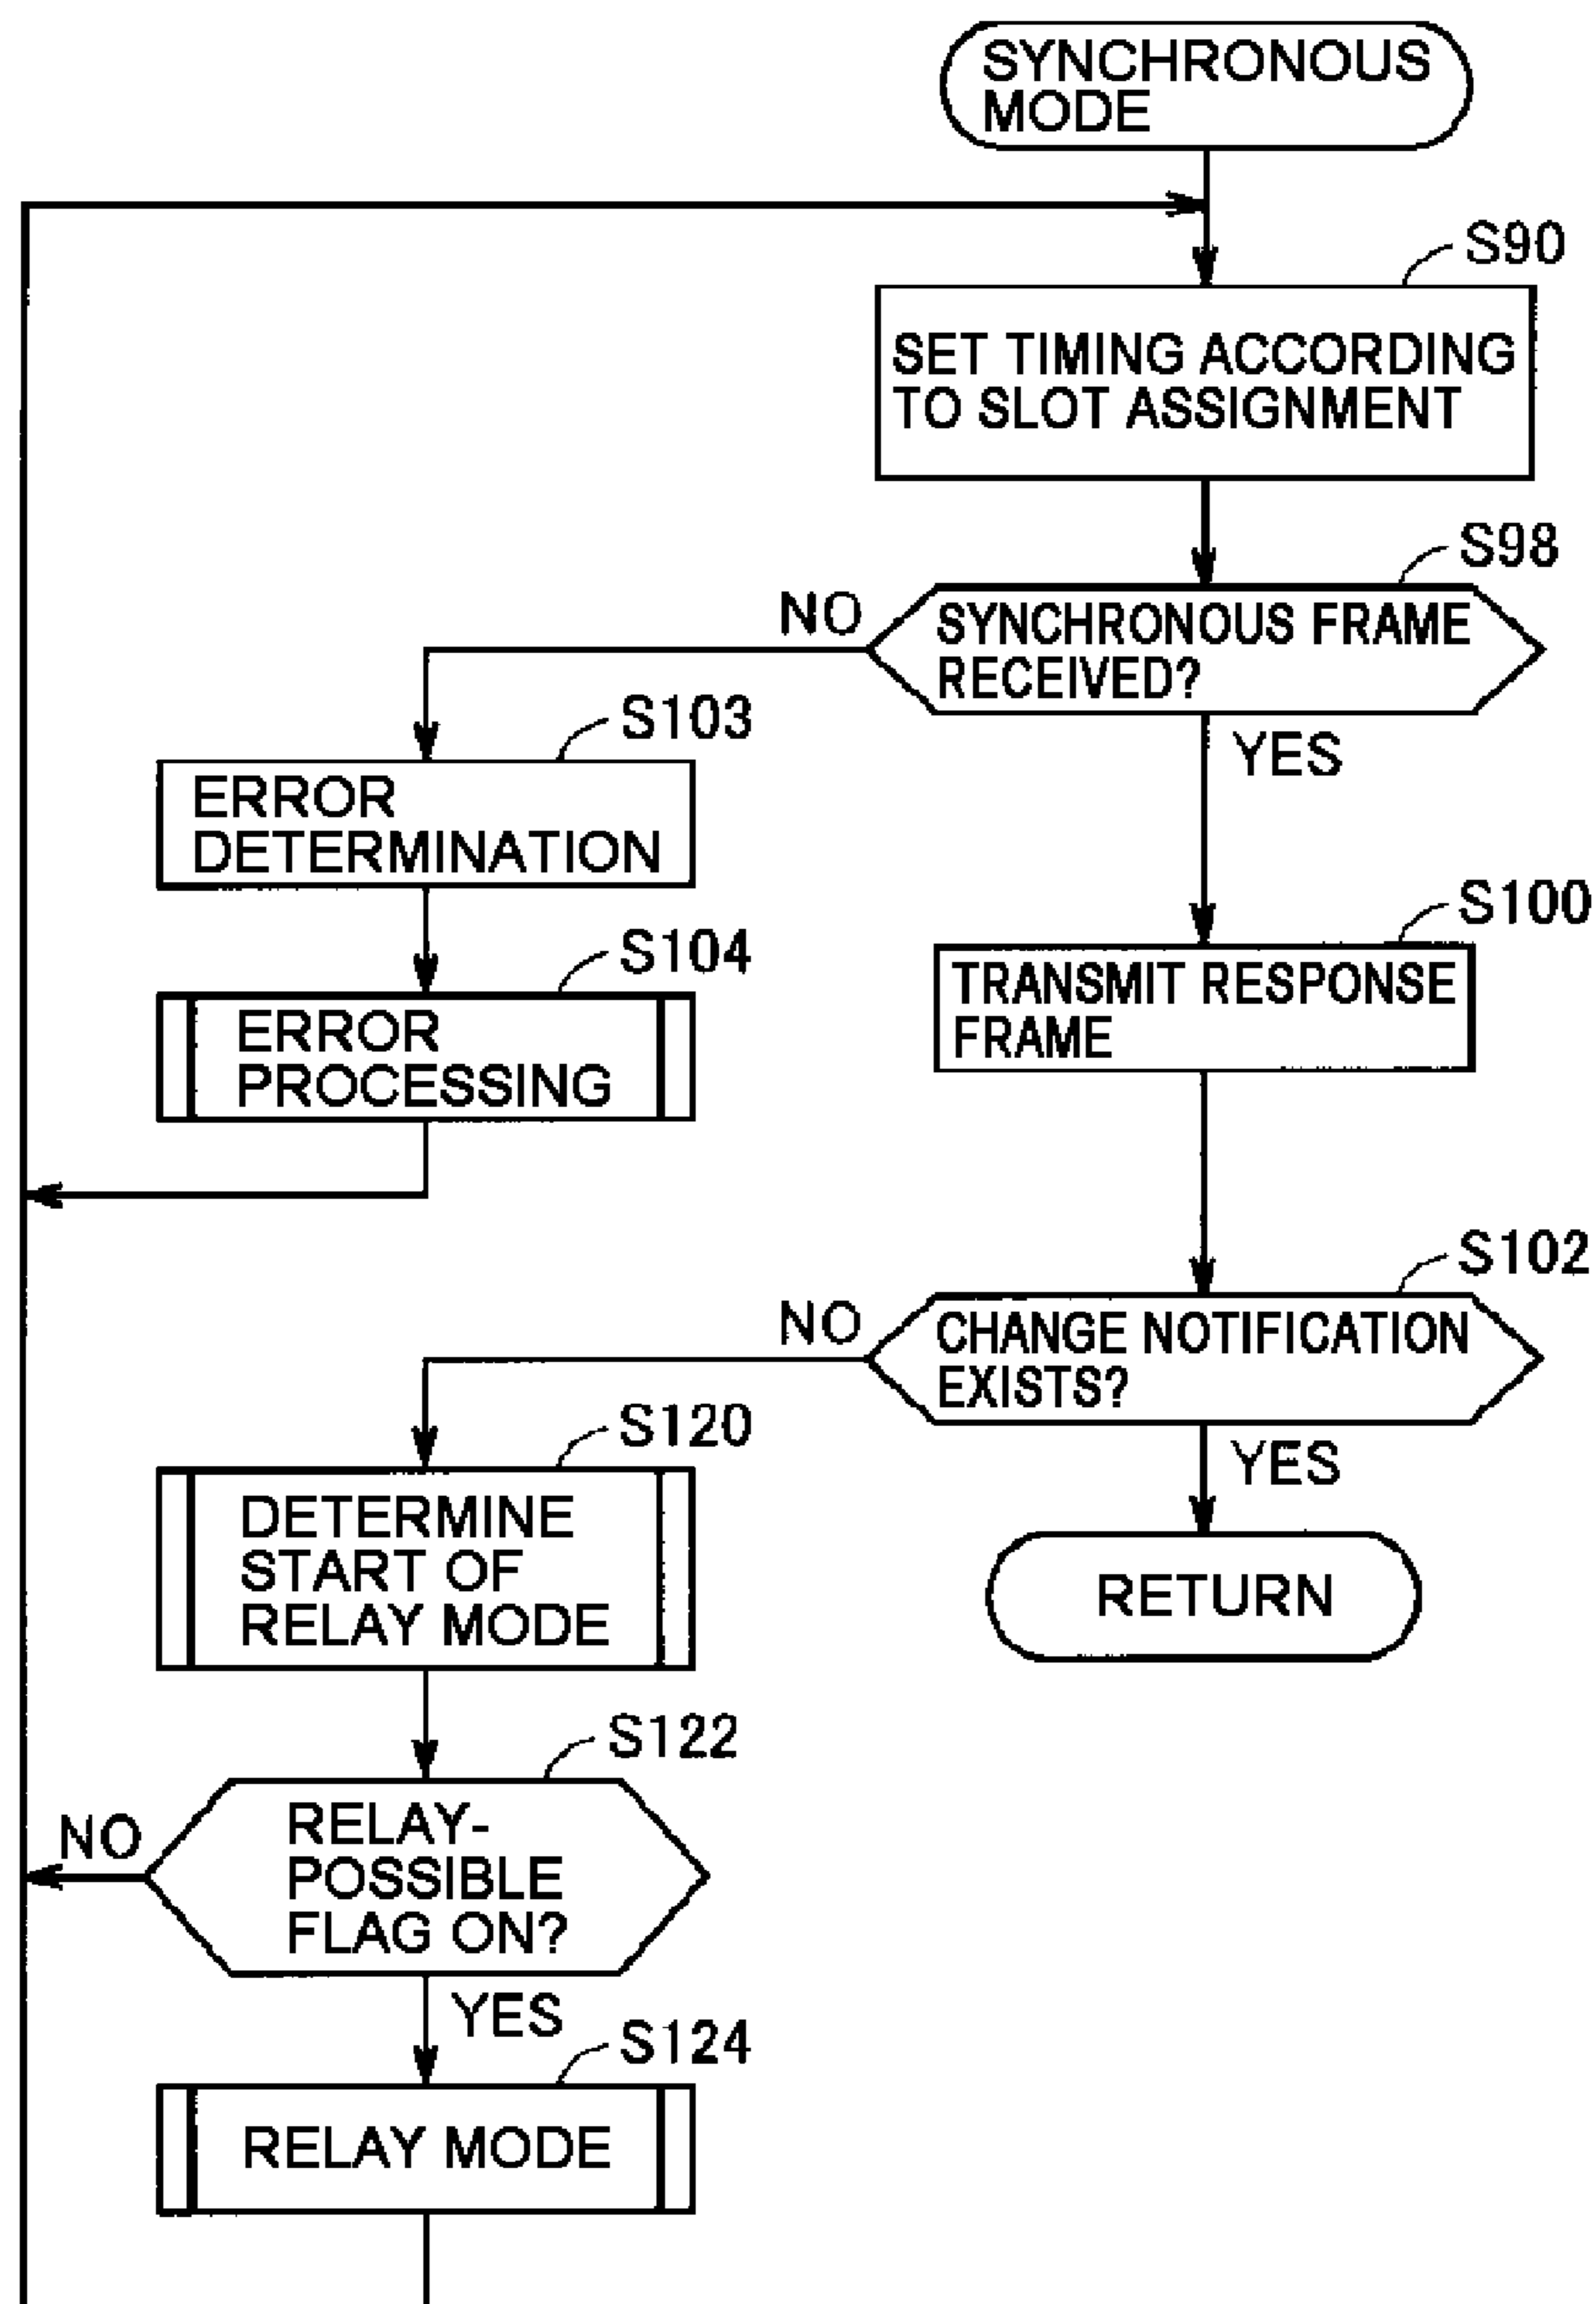 SYNCHRONOUS
MODE
S90
SET TIMING ACCORDING
TO SLOT ASSIGNMENT
S98
SYNCHRONOUS FRAME
RECEIVED?
NO
YES
S103
ERROR
DETERMINATION
S104
ERROR
PROCESSING
S100
TRANSMIT RESPONSE
FRAME
S102
CHANGE NOTIFICATION
EXISTS?
NO
YES
RETURN
S120
DETERMINE
START OF
RELAY MODE
S122
RELAY-
POSSIBLE
FLAG ON?
NO
YES
S124
RELAY MODE